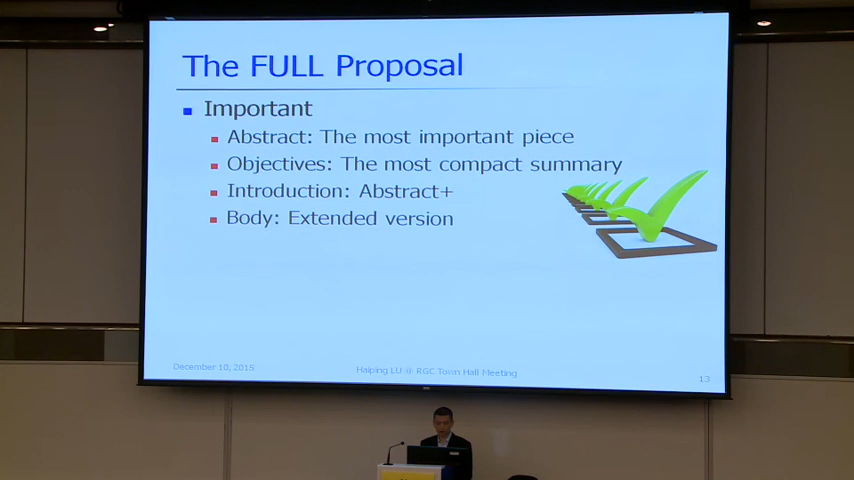 The FULL Proposal
Important
Abstract: The most important piece
Objectives: The most compact summary
Introduction: Abstract+
Body: Extended version
December 10, 2015
Haiping LU @ RGC Town Hall Meeting
13